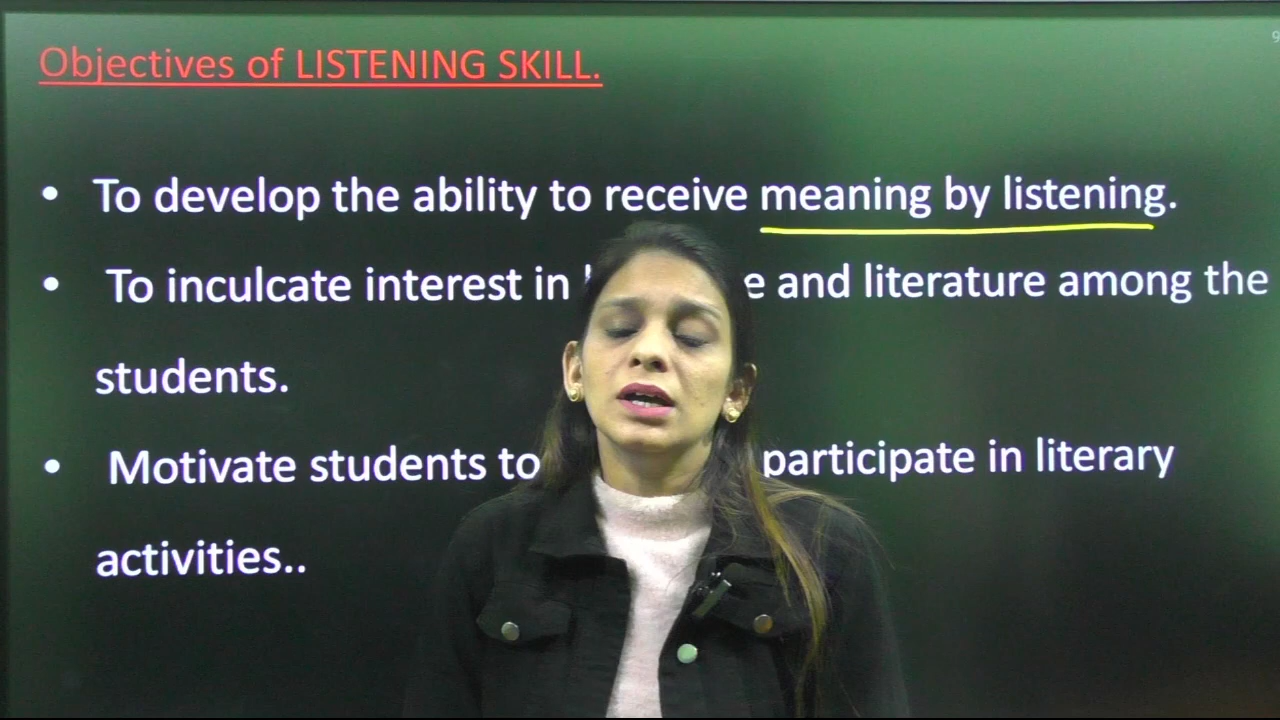 Objectives of LISTENING SKILL.
• To develop the ability to receive meaning by listening.
• To inculcate interest in and literature among the
students.
• Motivate students to participate in literary
activities..